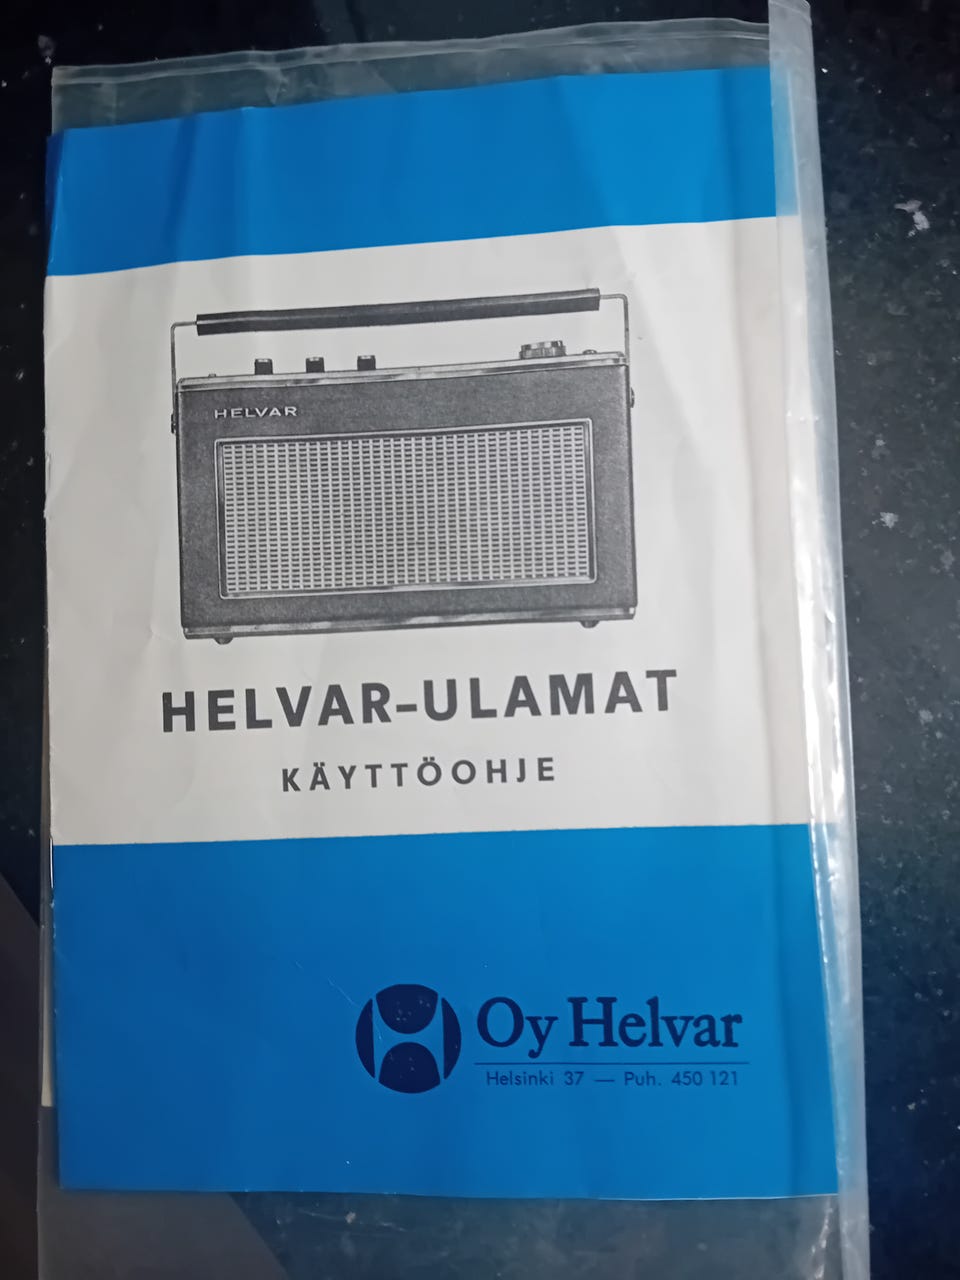 HELVAR
HELVAR-ULAMAT
KÄYTTÖOHJE
Oy Helvar
Helsinki 37 — Puh. 450 121